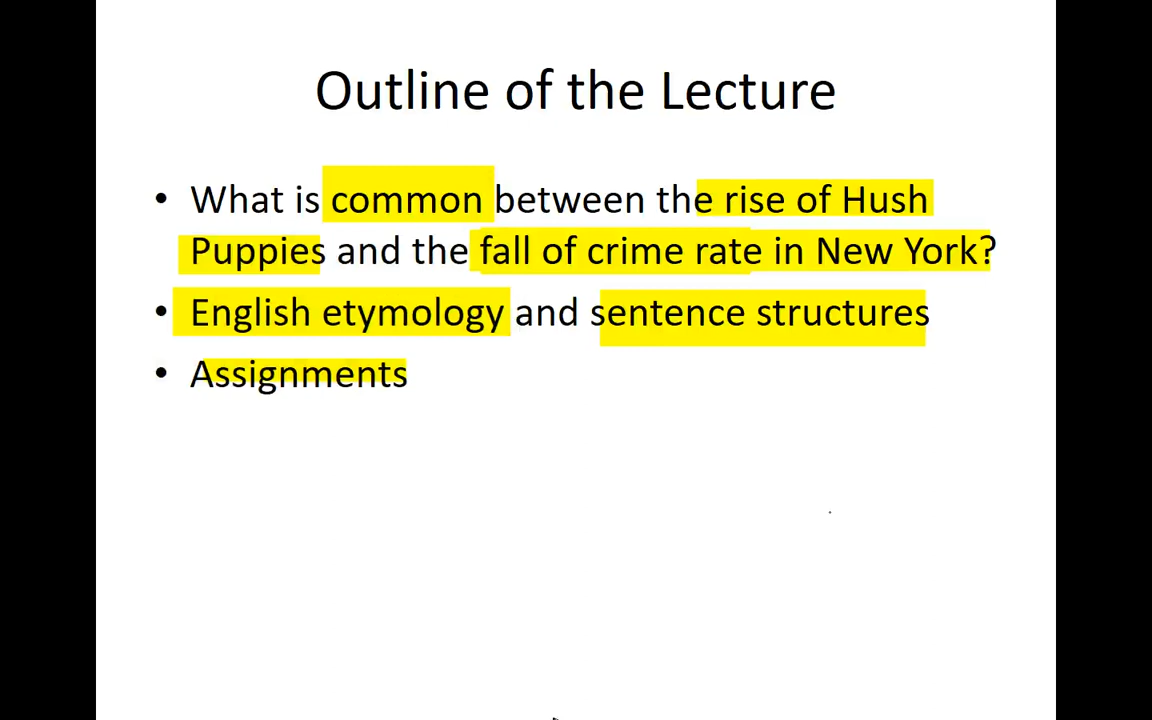 Outline of the Lecture
• What is common between the rise of Hush
Puppies and the fall of crime rate in New York?
• English etymology and sentence structures
• Assignments